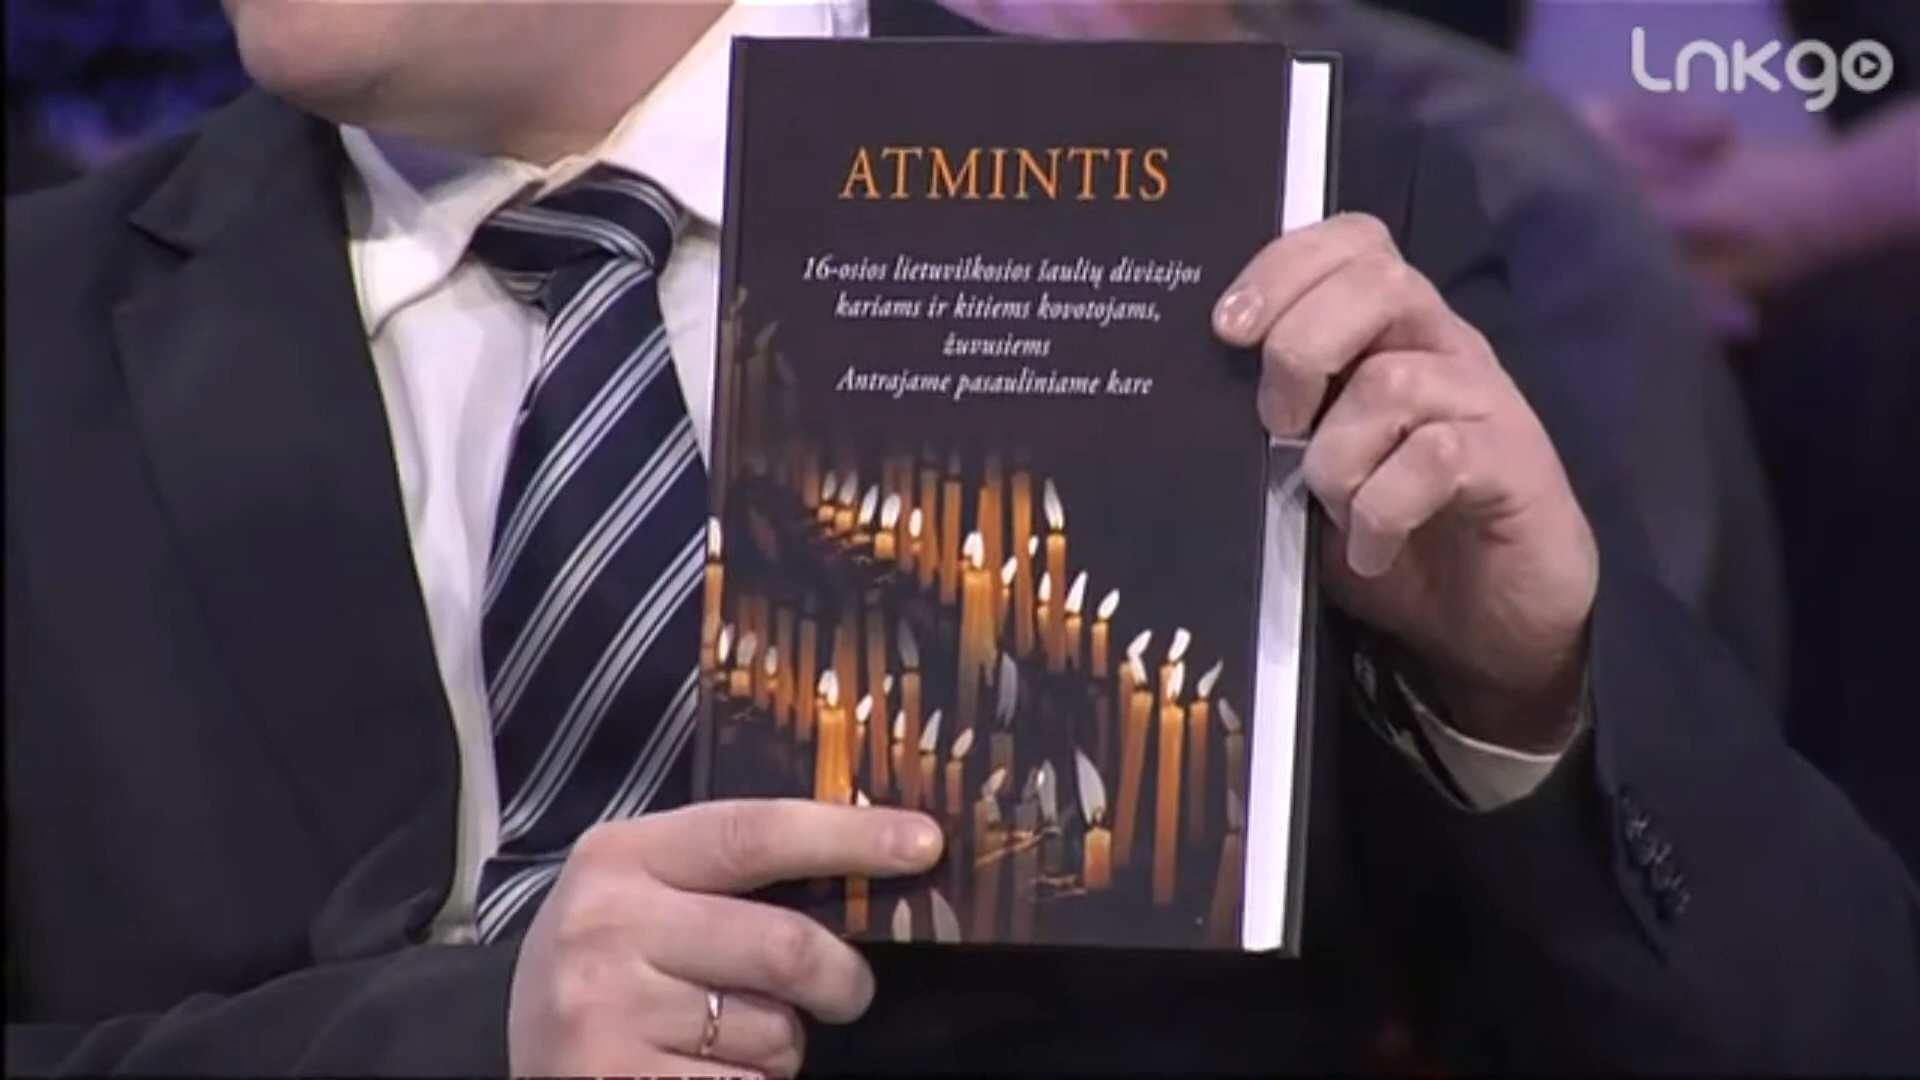 lnkgo
ATMINTIS
16-osios lietuviškosios šaulių divizijos
kariams ir kitiems kovotojams,
žuvusiems
Antrajame pasauliniame kare